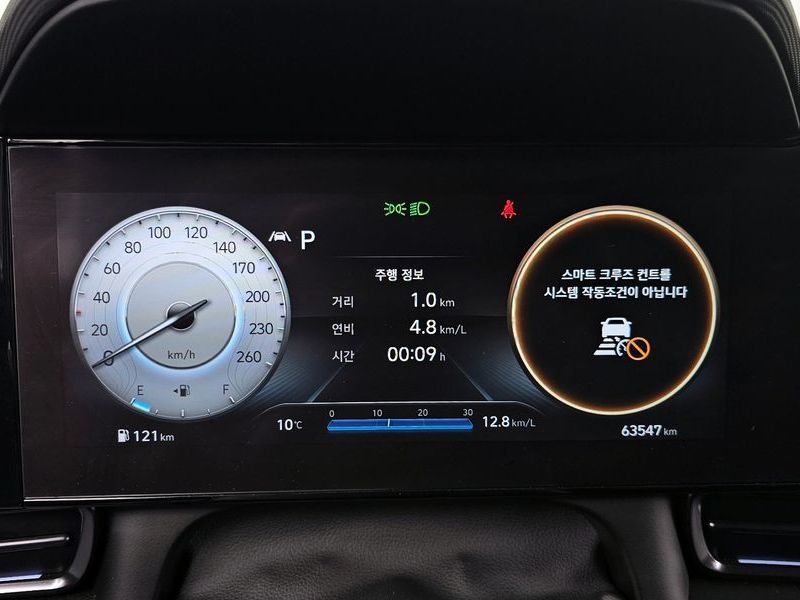 0
20
40
60
80
100
120
140
170
200
230
260
km/h
E
F
121 km
P
주행 정보
거리 1.0 km
연비 4.8 km/L
시간 00:09 h
0 10 20 30
10℃
12.8 km/L
스마트 크루즈 컨트롤
시스템 작동조건이 아닙니다
63547 km